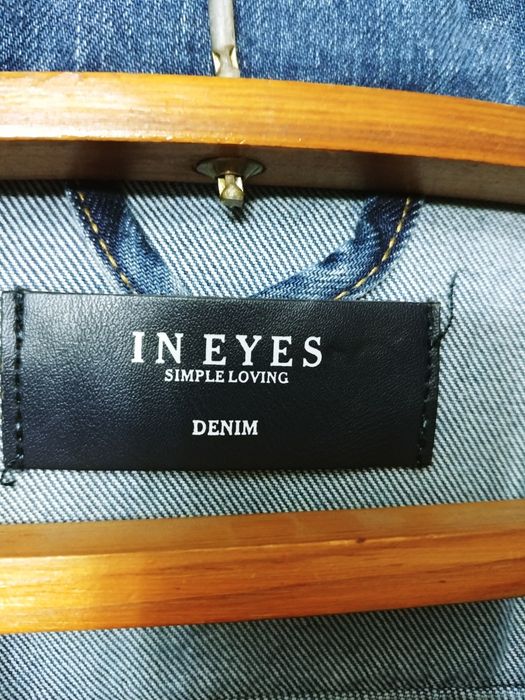 IN EYES
SIMPLE LOVING
DENIM